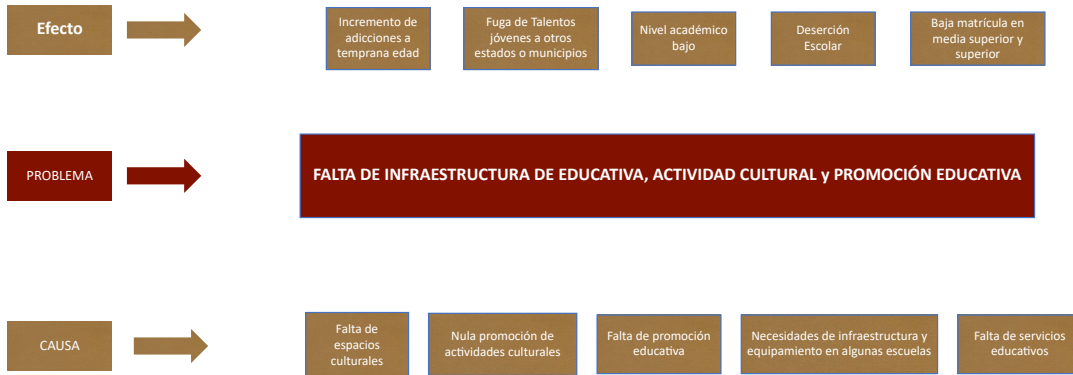 Efecto
Incremento de
adicciones a
temprana edad
Fuga de Talentos
jóvenes a otros
estados o municipios
Nivel académico
bajo
Deserción
Escolar
Baja matrícula en
media superior y
superior
PROBLEMA
FALTA DE INFRAESTRUCTURA DE EDUCATIVA, ACTIVIDAD CULTURAL y PROMOCIÓN EDUCATIVA
CAUSA
Falta de
espacios
culturales
Nula promoción de
actividades culturales
Falta de promoción
educativa
Necesidades de infraestructura y
equipamiento en algunas escuelas
Falta de servicios
educativos